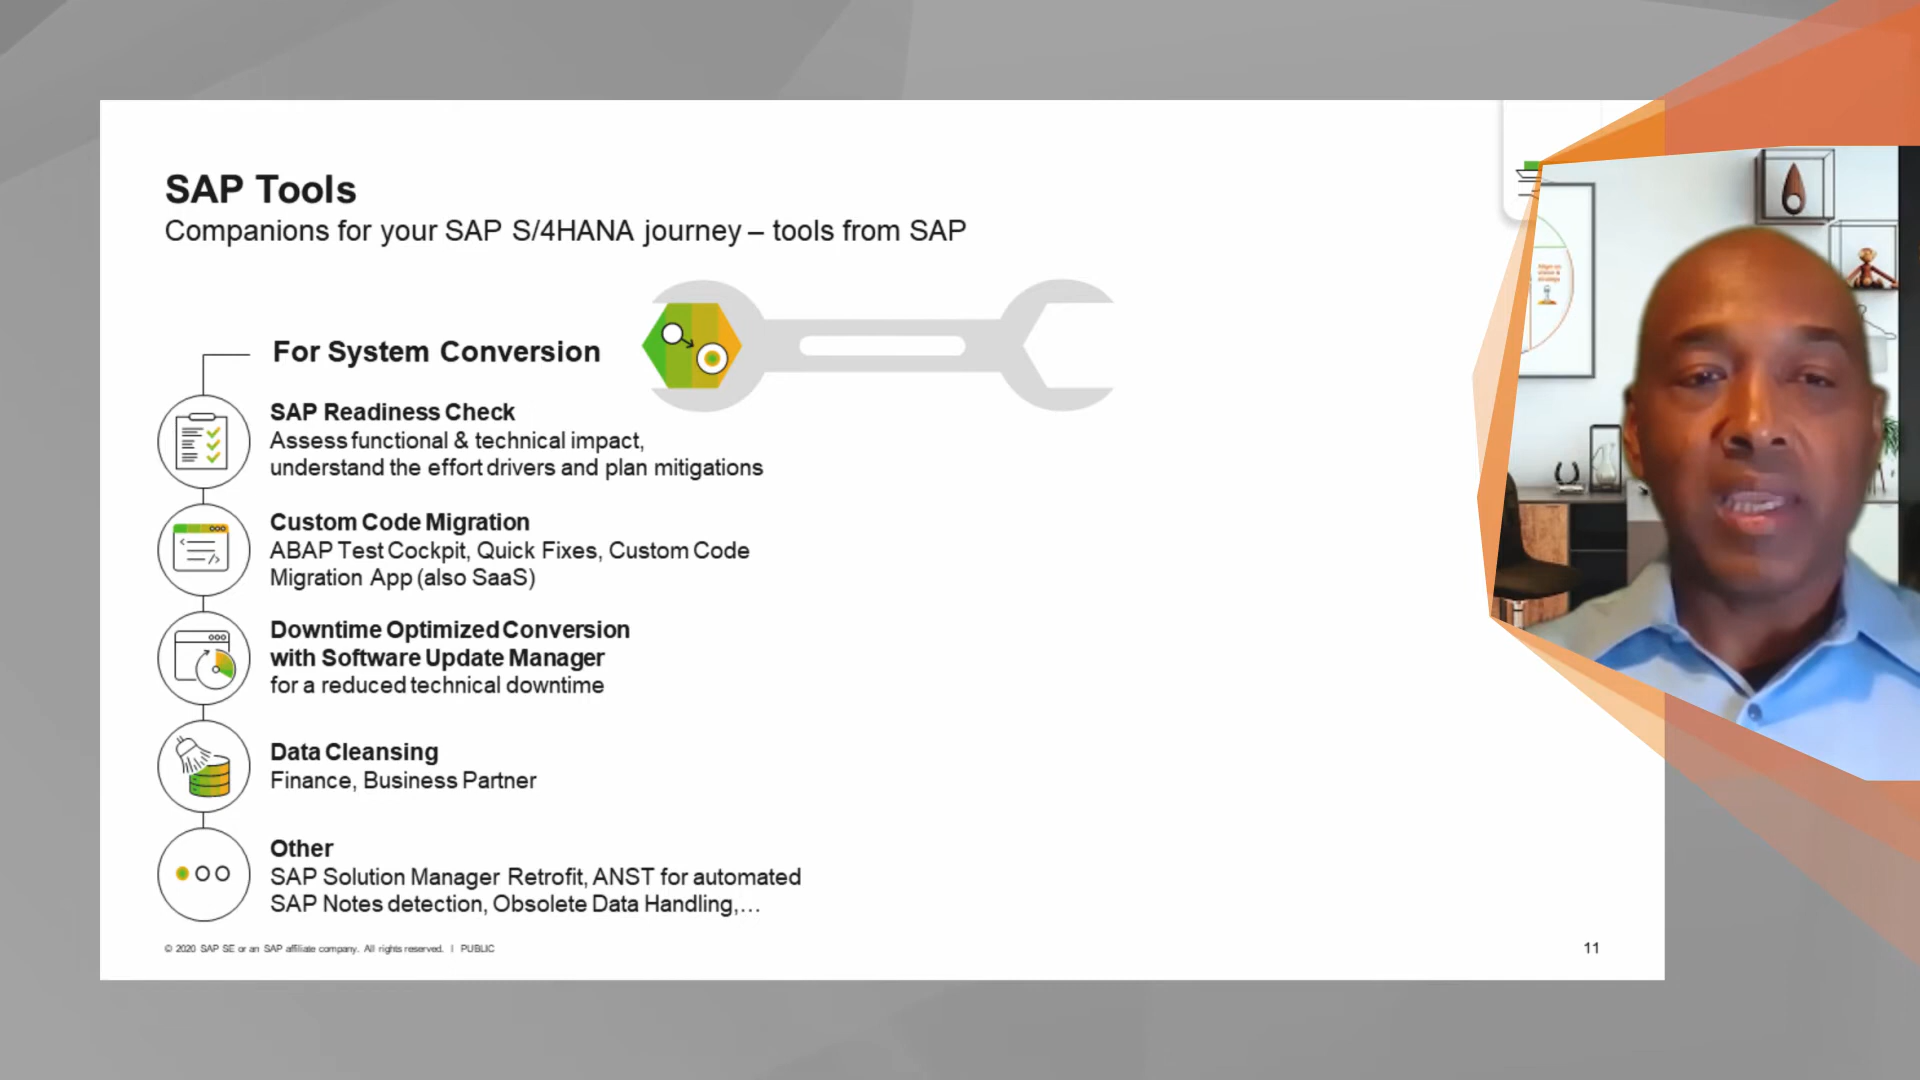 SAP Tools
Companions for your SAP S/4HANA journey – tools from SAP
For System Conversion
SAP Readiness Check
Assess functional & technical impact,
understand the effort drivers and plan mitigations
Custom Code Migration
ABAP Test Cockpit, Quick Fixes, Custom Code
Migration App (also SaaS)
Downtime Optimized Conversion
with Software Update Manager
for a reduced technical downtime
Data Cleansing
Finance, Business Partner
Other
SAP Solution Manager Retrofit, ANST for automated
SAP Notes detection, Obsolete Data Handling,…
© 2020 SAP SE or an SAP affiliate company. All rights reserved. I PUBLIC
11